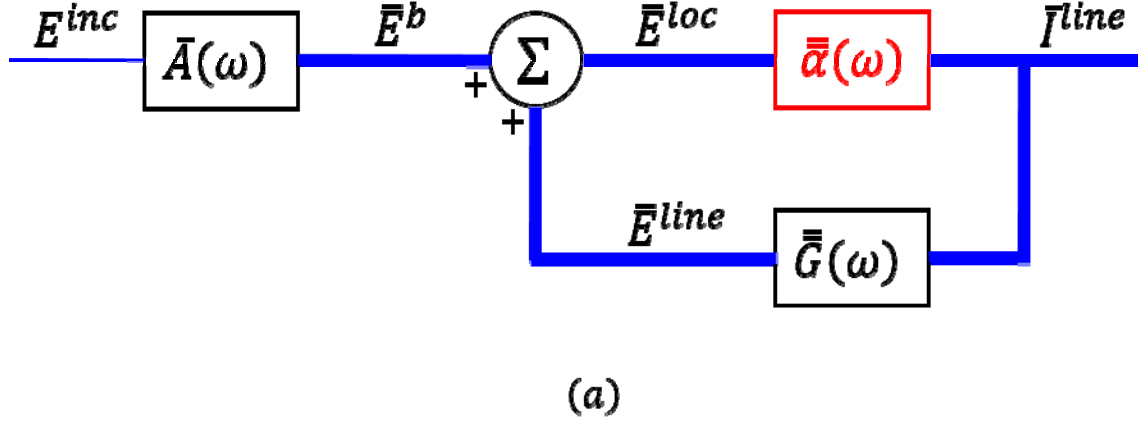 E^inc Ā(ω) Ē^b Σ Ē^loc ᾱ̄(ω) Ī^line
+
+
Ē^line Ḡ̄(ω)
(a)